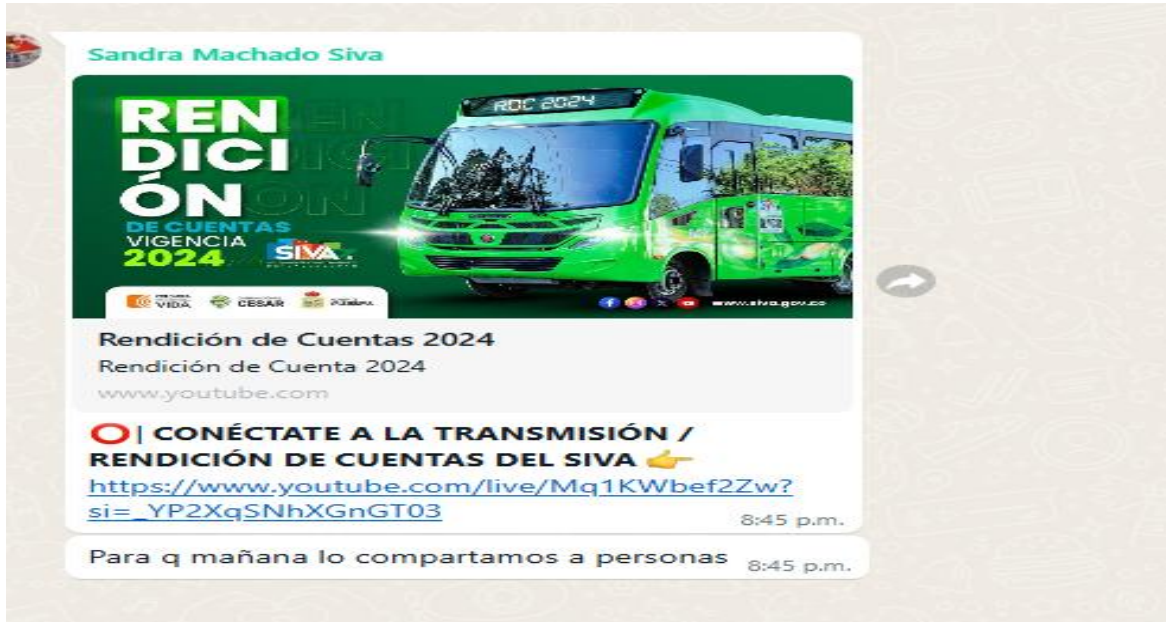 Sandra Machado Siva
RDC 2024
REN
DICI
ÓN
DE CUENTAS
VIGENCIA
2024
SIVA
VIDA
CESAR
www.siva.gov.co
Rendición de Cuentas 2024
Rendición de Cuenta 2024
www.youtube.com
⭕| CONÉCTATE A LA TRANSMISIÓN /
RENDICIÓN DE CUENTAS DEL SIVA 👉
https://www.youtube.com/live/Mq1KWbef2Zw?
si=_YP2XqSNhXGnGT03
8:45 p.m.
Para q mañana lo compartamos a personas
8:45 p.m.